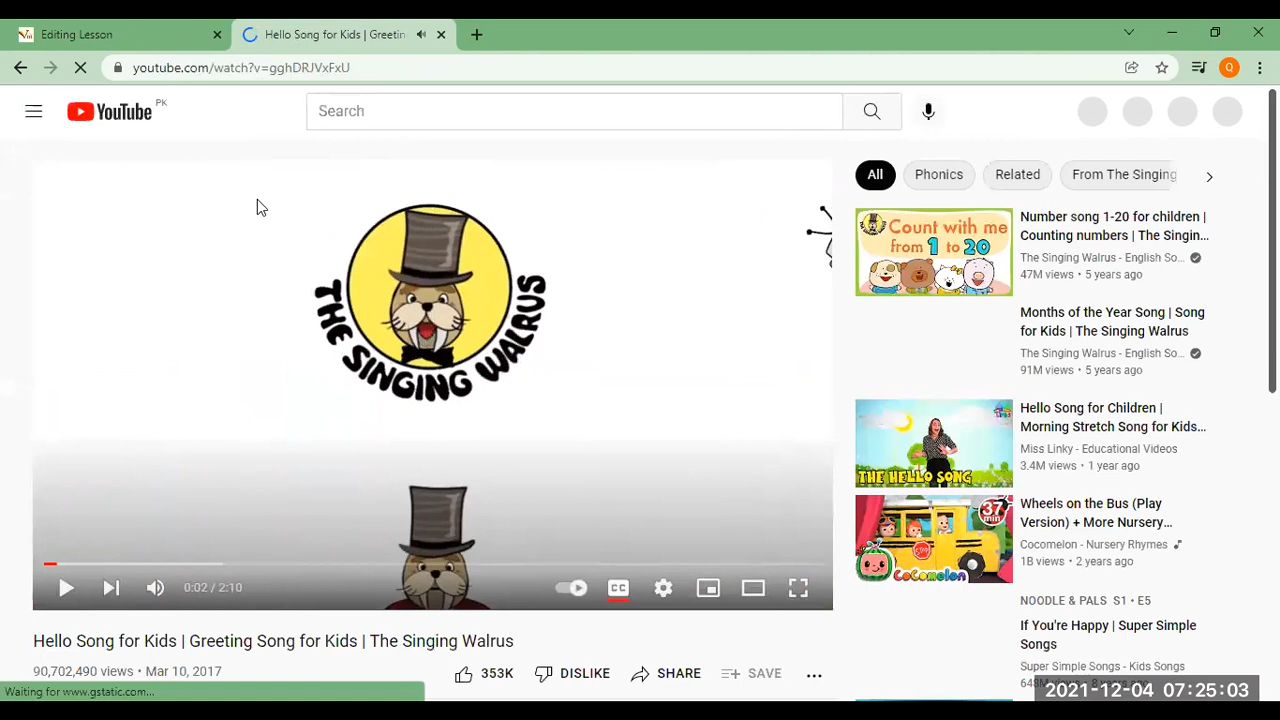 Editing Lesson
Hello Song for Kids | Greetin
youtube.com/watch?v=gghDRJVxFxU
Q
YouTube PK
Search
THE SINGING WALRUS
0:02 / 2:10
CC
Hello Song for Kids | Greeting Song for Kids | The Singing Walrus
90,702,490 views • Mar 10, 2017
353K
DISLIKE
SHARE
SAVE
Waiting for www.gstatic.com...
All
Phonics
Related
From The Singing
Count with me
from 1 to 20
Number song 1-20 for children |
Counting numbers | The Singin...
The Singing Walrus - English So...
47M views • 5 years ago
Months of the Year Song | Song
for Kids | The Singing Walrus
The Singing Walrus - English So...
91M views • 5 years ago
THE HELLO SONG
Hello Song for Children |
Morning Stretch Song for Kids...
Miss Linky - Educational Videos
3.4M views • 1 year ago
37
min
COCOMELON
Wheels on the Bus (Play
Version) + More Nursery...
Cocomelon - Nursery Rhymes
1B views • 2 years ago
NOODLE & PALS S1 • E5
If You're Happy | Super Simple
Songs
Super Simple Songs - Kids Songs
2021-12-04 07:25:03